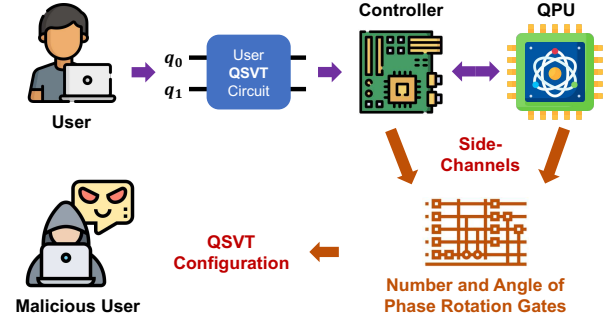 Controller
QPU
q₀
q₁
User
QSVT
Circuit
User
Side-
Channels
QSVT
Configuration
Malicious User
Number and Angle of
Phase Rotation Gates